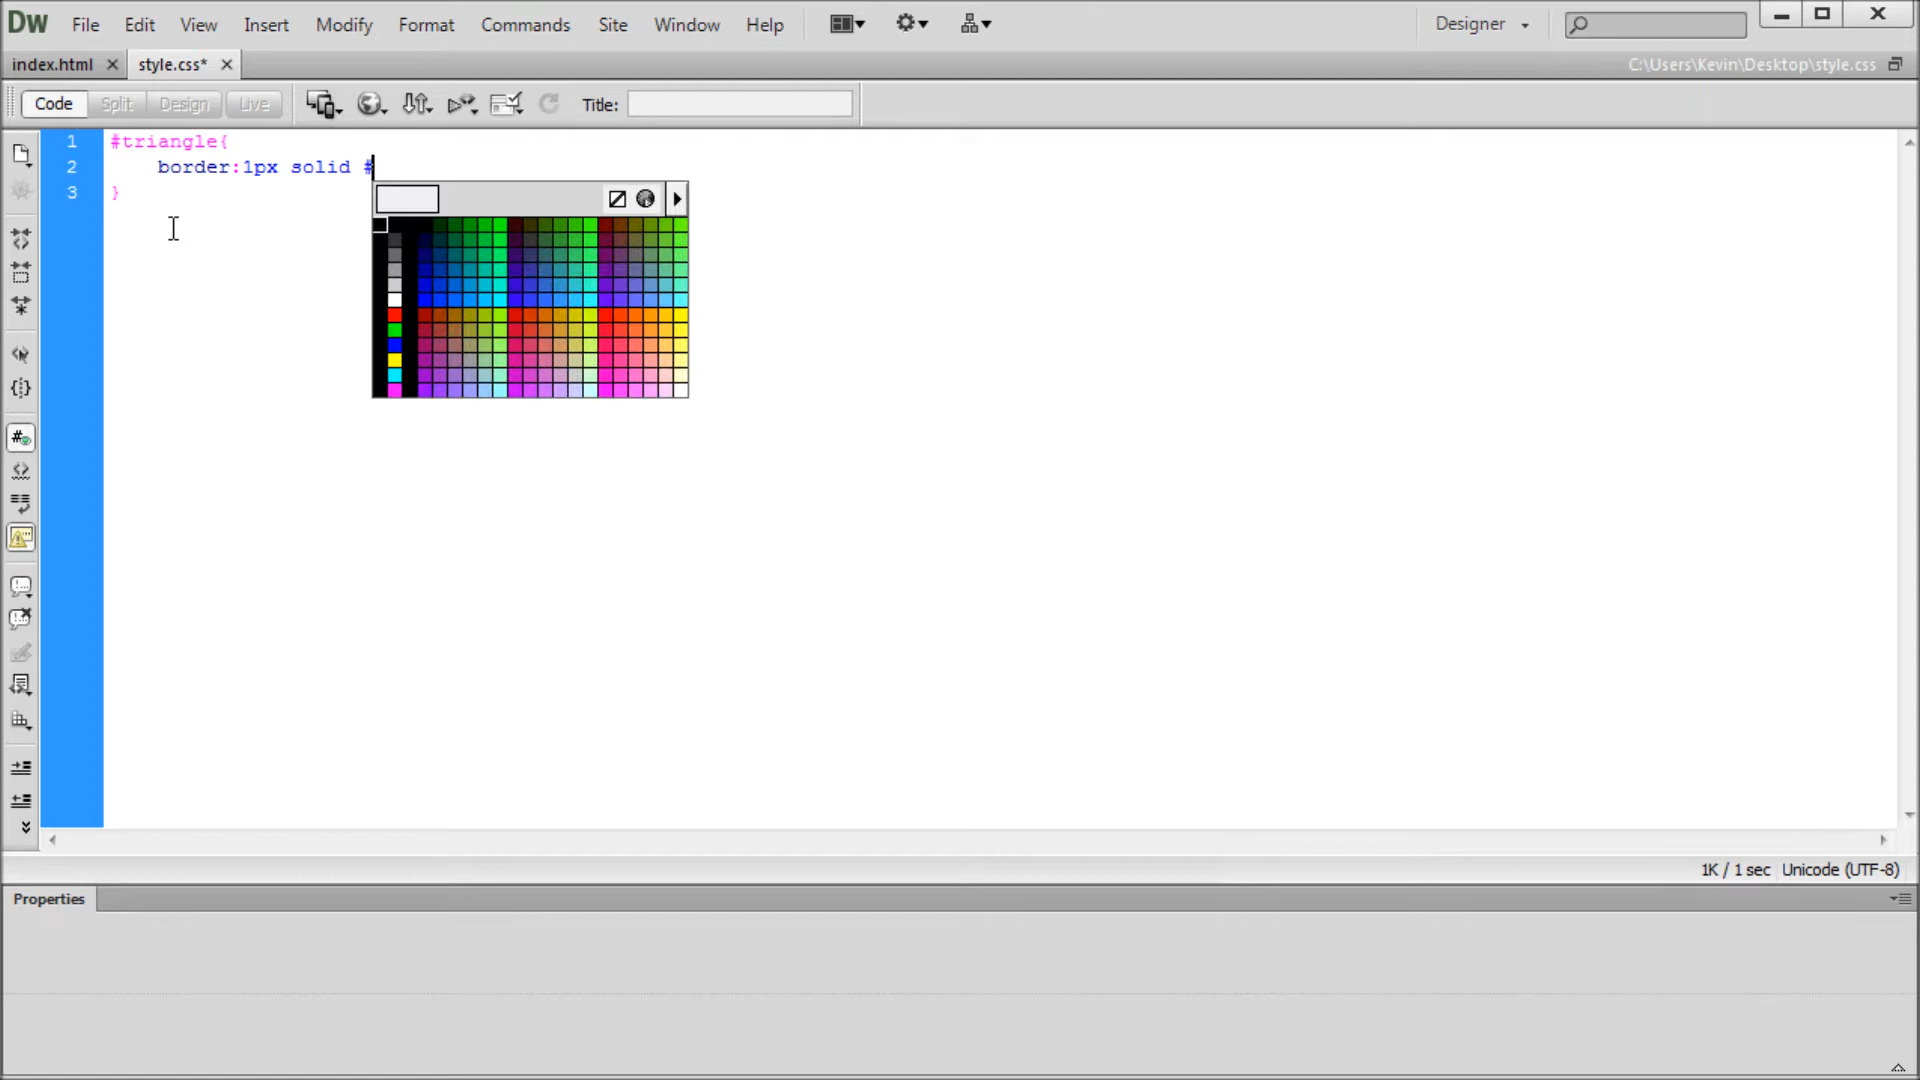 Dw File Edit View Insert Modify Format Commands Site Window Help Designer
index.html style.css* C:\Users\Kevin\Desktop\style.css
Code Split Design Live Title:
1 #triangle{
2 border:1px solid #
3 }
1K / 1 sec Unicode (UTF-8)
Properties